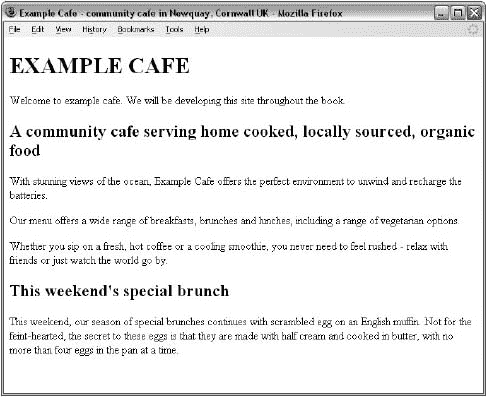 Example Cafe - community cafe in Newquay, Cornwall UK - Mozilla Firefox
File Edit View History Bookmarks Tools Help
EXAMPLE CAFE
Welcome to example cafe. We will be developing this site throughout the book.
A community cafe serving home cooked, locally sourced, organic
food
With stunning views of the ocean, Example Cafe offers the perfect environment to unwind and recharge the
batteries.
Our menu offers a wide range of breakfasts, brunches and lunches, including a range of vegetarian options.
Whether you sip on a fresh, hot coffee or a cooling smoothie, you never need to feel rushed - relax with
friends or just watch the world go by.
This weekend's special brunch
This weekend, our season of special brunches continues with scrambled egg on an English muffin. Not for the
feint-hearted, the secret to these eggs is that they are made with half cream and cooked in butter, with no
more than four eggs in the pan at a time.